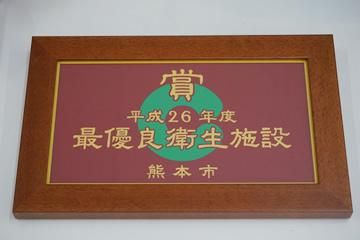 賞
平成26年度
最優良衛生施設
熊本市